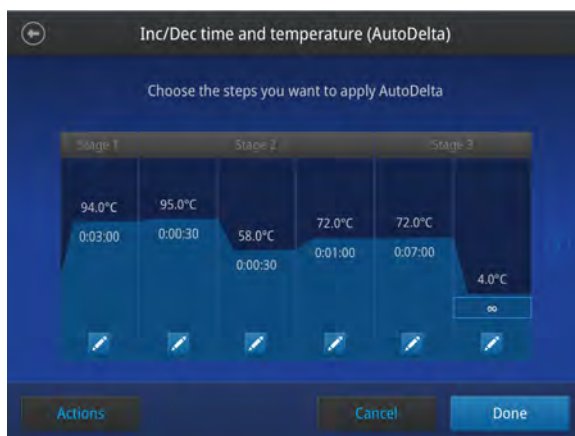 Inc/Dec time and temperature (AutoDelta)
Choose the steps you want to apply AutoDelta
Stage 1 Stage 2 Stage 3
94.0°C 95.0°C 58.0°C 72.0°C 72.0°C 4.0°C
0:03:00 0:00:30 0:00:30 0:01:00 0:07:00 ∞
Actions Cancel Done